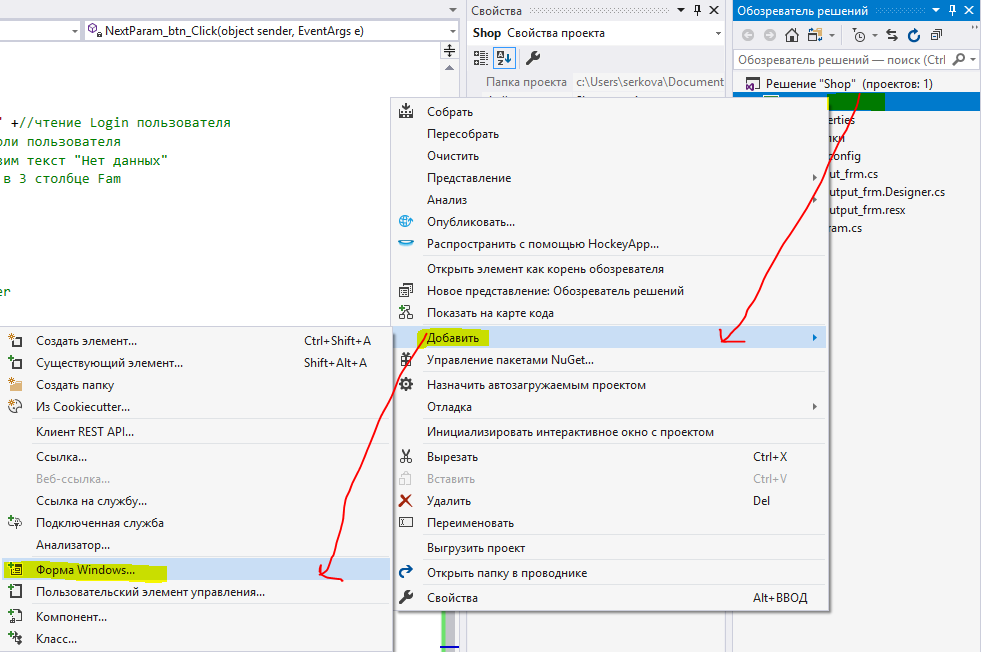 Свойства
Обозреватель решений
NextParam_btn_Click(object sender, EventArgs e)
Shop Свойства проекта
Обозреватель решений — поиск (Ctrl
Папка проекта c:\Users\serkova\Document
Решение "Shop" (проектов: 1)
" +//чтение Login пользователя
оли пользователя
вим текст "Нет данных"
в 3 столбце Fam
er
Собрать
Пересобрать
Очистить
Представление
Анализ
Опубликовать...
Распространить с помощью HockeyApp...
Открыть элемент как корень обозревателя
Новое представление: Обозреватель решений
Показать на карте кода
Добавить
Управление пакетами NuGet...
Назначить автозагружаемым проектом
Отладка
Инициализировать интерактивное окно с проектом
Вырезать Ctrl+X
Вставить Ctrl+V
Удалить Del
Переименовать
Выгрузить проект
Открыть папку в проводнике
Свойства Alt+ВВОД
erties
лки
config
ut_frm.cs
utput_frm.Designer.cs
utput_frm.resx
ram.cs
Создать элемент... Ctrl+Shift+A
Существующий элемент... Shift+Alt+A
Создать папку
Из Cookiecutter...
Клиент REST API...
Ссылка...
Веб-ссылка...
Ссылка на службу...
Подключенная служба
Анализатор...
Форма Windows...
Пользовательский элемент управления...
Компонент...
Класс...